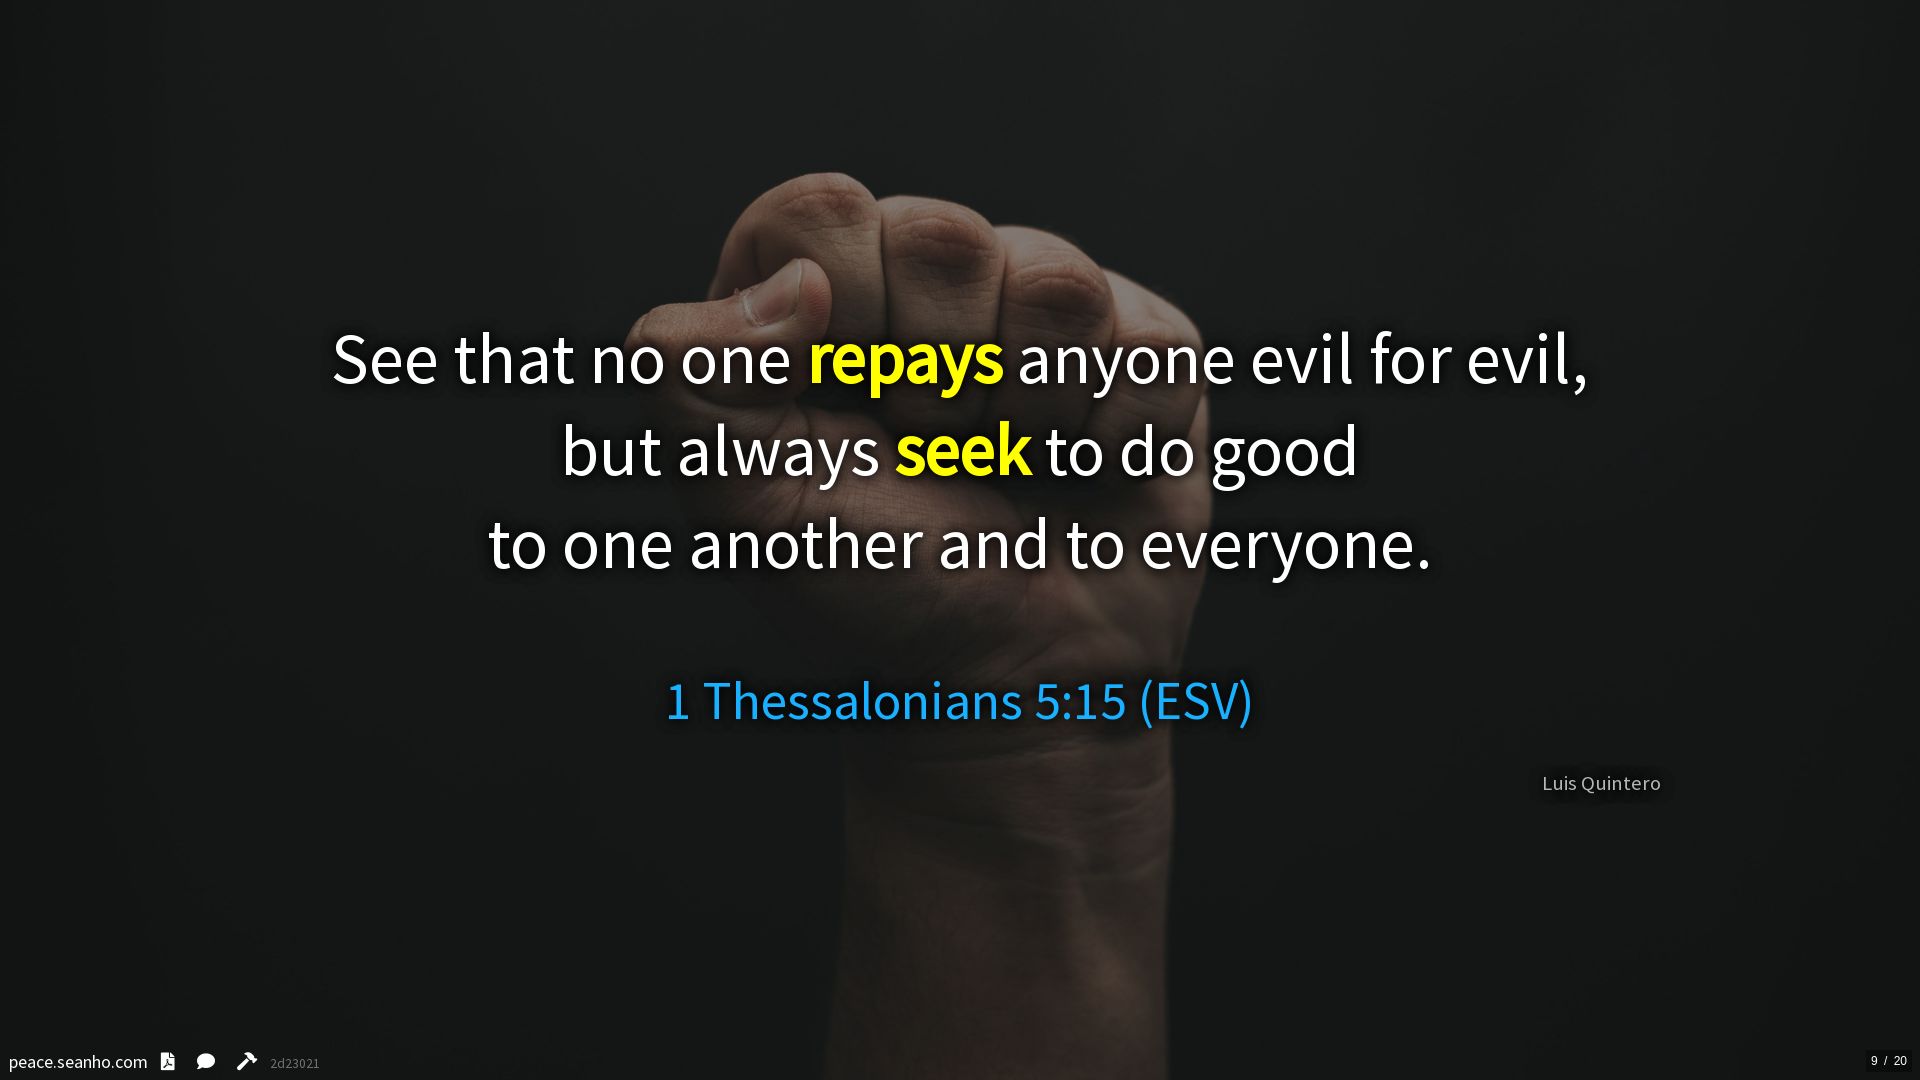 See that no one repays anyone evil for evil,
but always seek to do good
to one another and to everyone.
1 Thessalonians 5:15 (ESV)
Luis Quintero
peace.seanho.com 2d23021
9 / 20